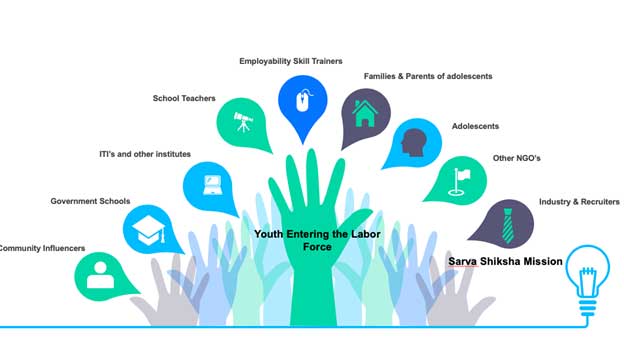 Employability Skill Trainers
Families & Parents of adolescents
School Teachers
Adolescents
ITI's and other institutes
Other NGO's
Government Schools
Industry & Recruiters
Youth Entering the Labor
Force
Community Influencers
Sarva Shiksha Mission